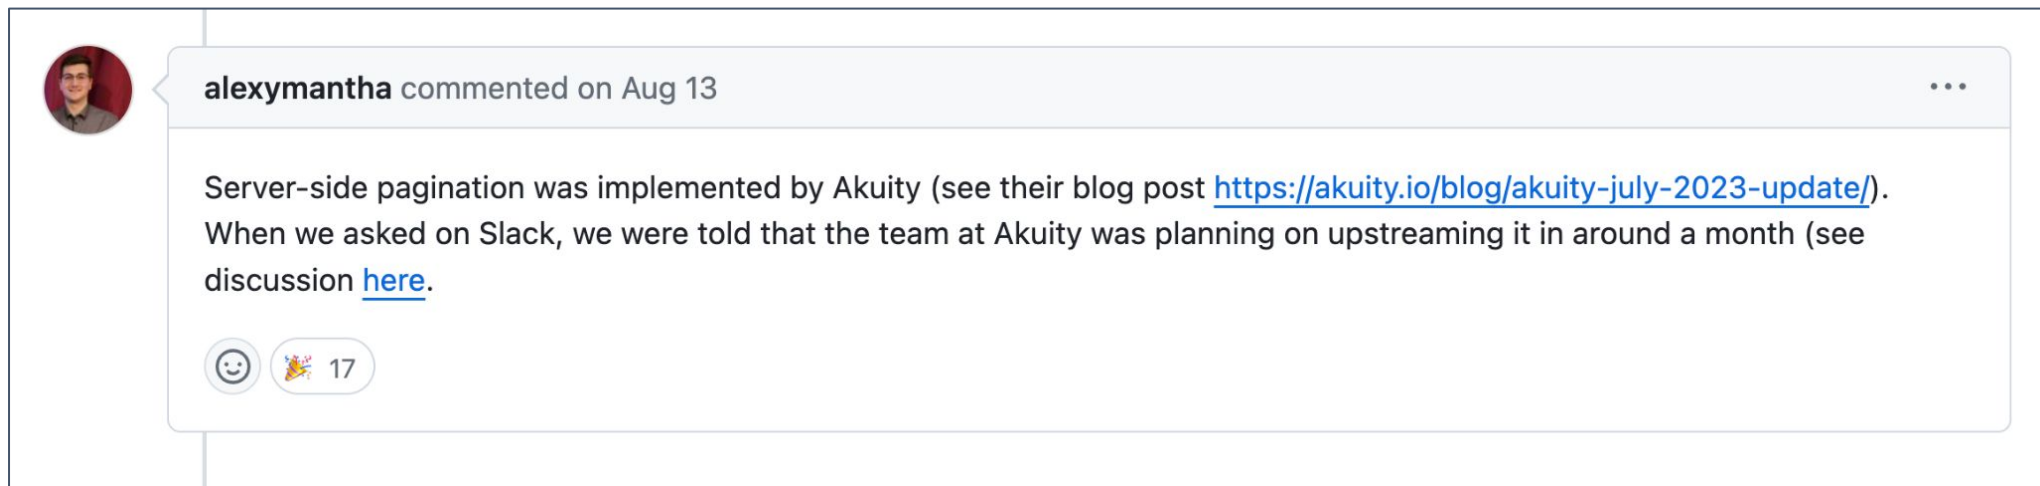 alexymantha commented on Aug 13
Server-side pagination was implemented by Akuity (see their blog post https://akuity.io/blog/akuity-july-2023-update/).
When we asked on Slack, we were told that the team at Akuity was planning on upstreaming it in around a month (see
discussion here.
17